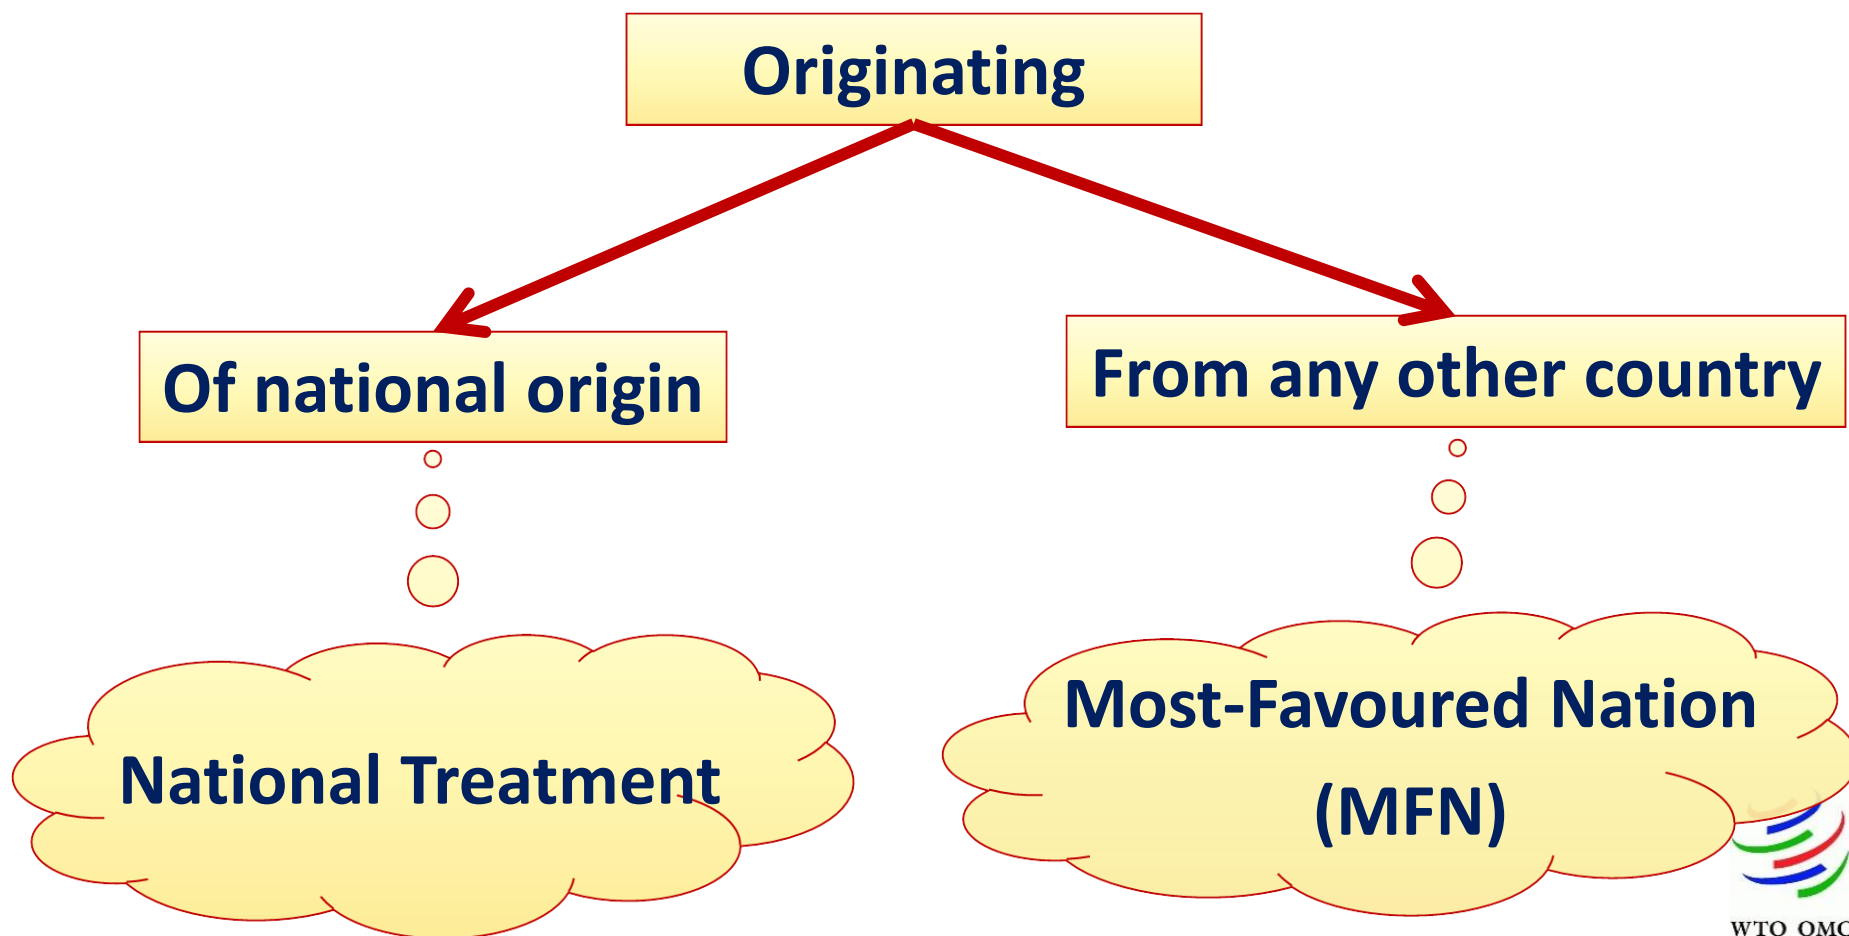 Originating
Of national origin
From any other country
National Treatment
Most-Favoured Nation
(MFN)
WTO OMC